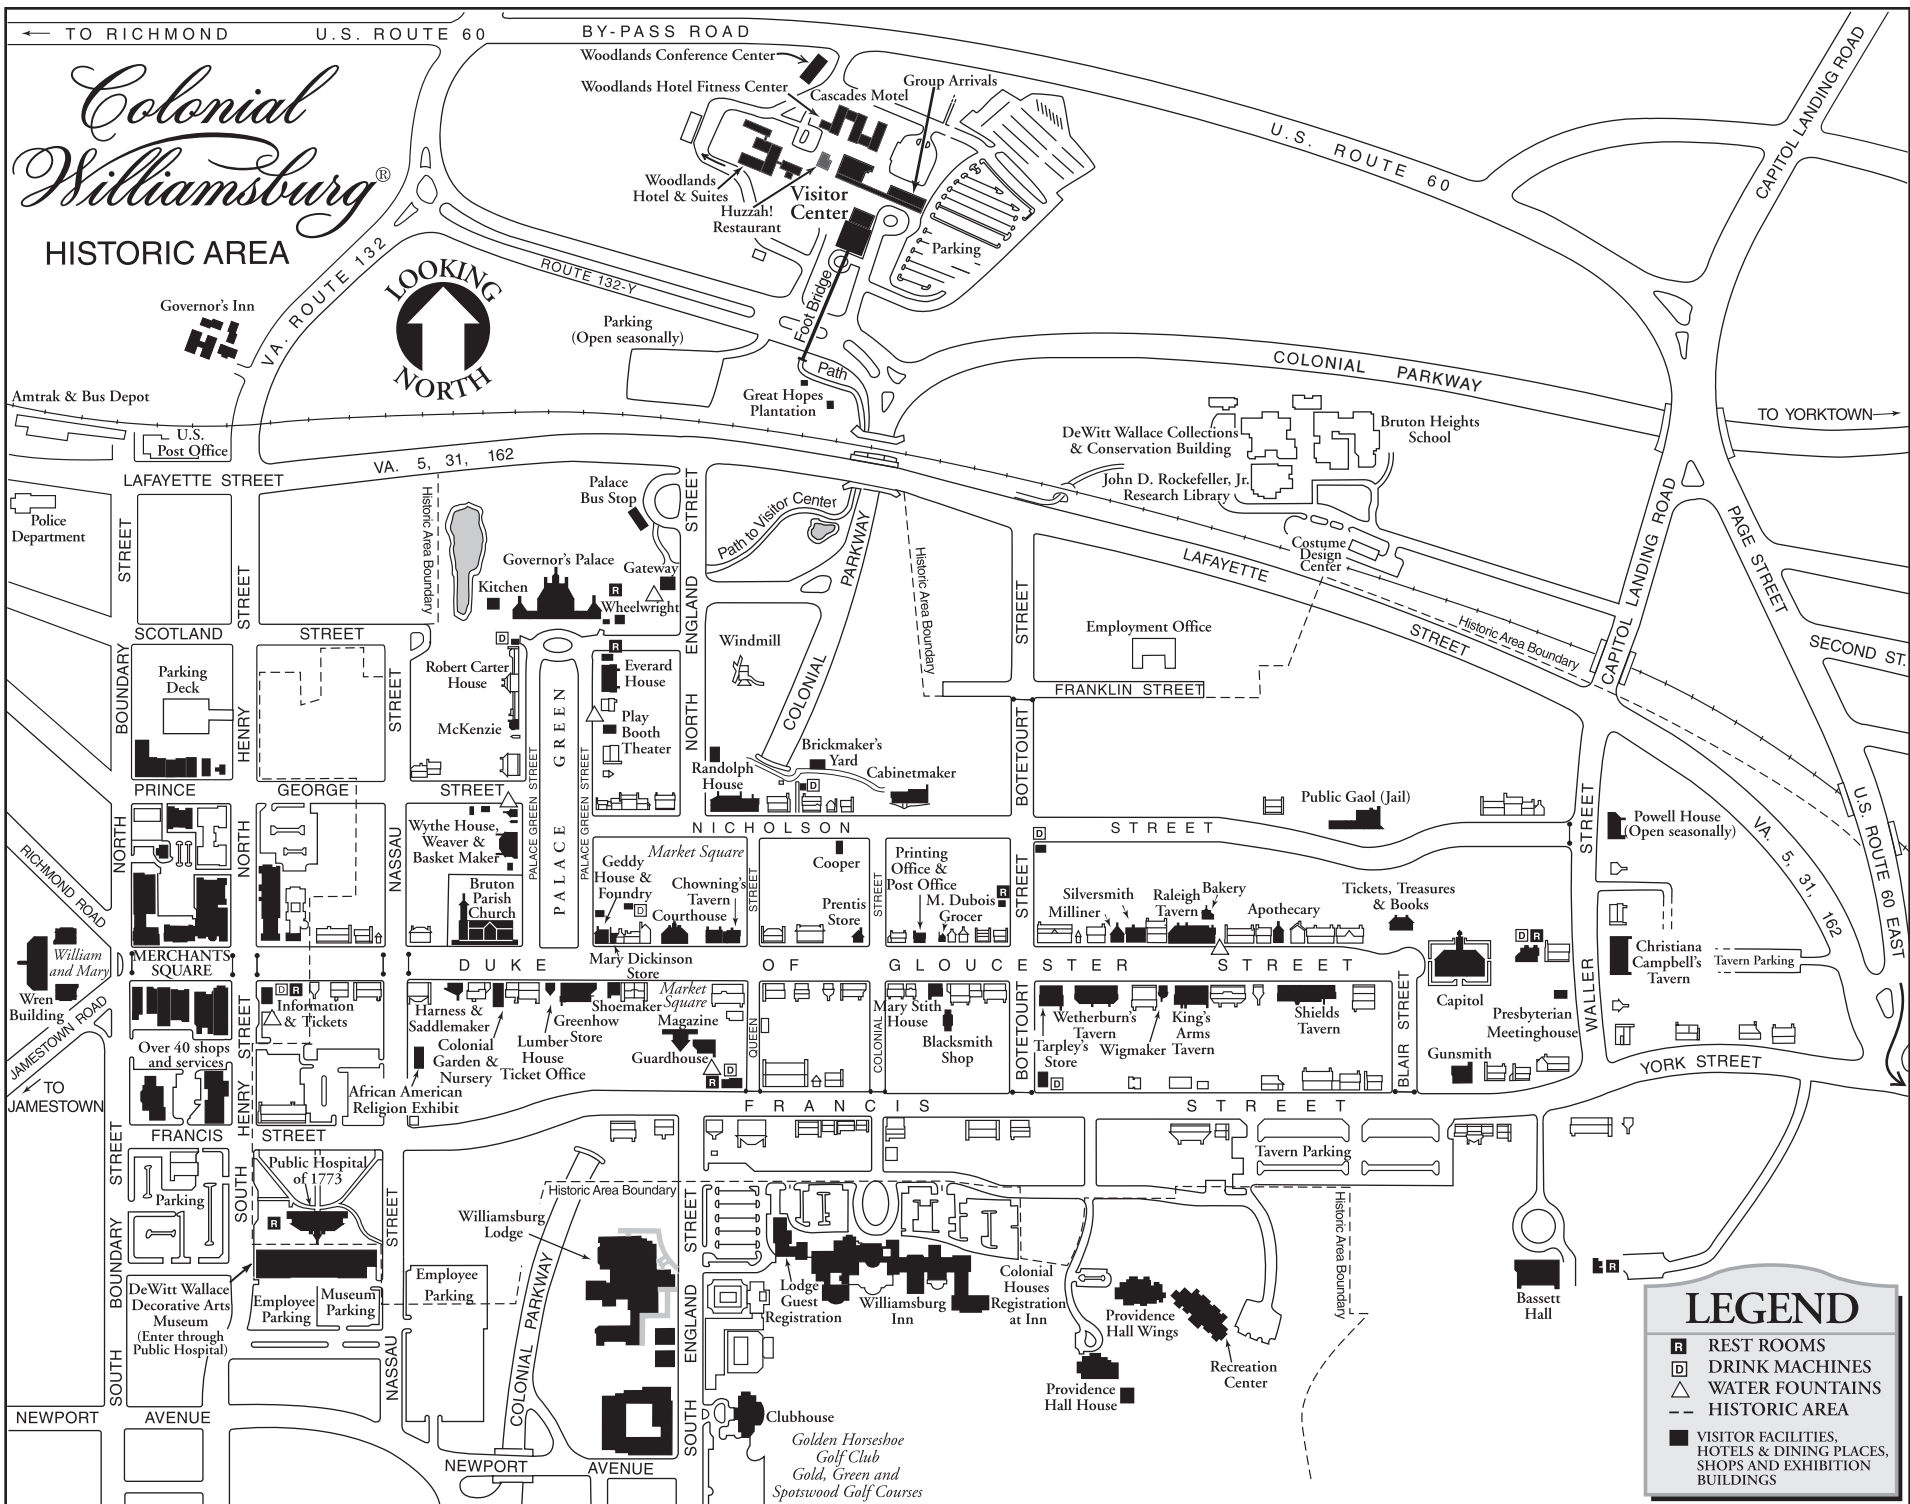 ← TO RICHMOND U.S. ROUTE 60 BY-PASS ROAD
Colonial
Williamsburg®
HISTORIC AREA
Woodlands Conference Center
Woodlands Hotel Fitness Center
Cascades Motel
Group Arrivals
Woodlands
Hotel & Suites
Huzzah!
Restaurant
Visitor
Center
Parking
U.S. ROUTE 60
CAPITOL LANDING ROAD
VA. ROUTE 132
ROUTE 132-Y
LOOKING
NORTH
Governor's Inn
Parking
(Open seasonally)
Foot Bridge
Path
Great Hopes
Plantation
COLONIAL PARKWAY
TO YORKTOWN →
Amtrak & Bus Depot
U.S.
Post Office
LAFAYETTE STREET
VA. 5, 31, 162
DeWitt Wallace Collections
& Conservation Building
Bruton Heights
School
John D. Rockefeller, Jr.
Research Library
Costume
Design
Center
Police
Department
Historic Area Boundary
Palace
Bus Stop
Path to Visitor Center
PARKWAY
COLONIAL
Historic Area Boundary
LAFAYETTE
STREET
Historic Area Boundary
CAPITOL LANDING ROAD
PAGE STREET
SECOND ST.
Governor's Palace
Kitchen
Gateway
R
Wheelwright
D
R
STREET
ENGLAND
NORTH
SCOTLAND STREET
STREET
BOUNDARY
NORTH
STREET
HENRY
NORTH
STREET
NASSAU
Parking
Deck
Robert Carter
House
McKenzie
PALACE GREEN
PALACE GREEN STREET
PALACE GREEN STREET
Everard
House
Play
Booth
Theater
Windmill
Employment Office
FRANKLIN STREET
STREET
BOTETOURT
STREET
Randolph
House
Brickmaker's
Yard
D
Cabinetmaker
Public Gaol (Jail)
Powell House
(Open seasonally)
PRINCE GEORGE STREET
NICHOLSON STREET
D
Wythe House,
Weaver &
Basket Maker
Bruton
Parish
Church
Market Square
Geddy
House &
Foundry
D
Chowning's
Tavern
Courthouse
Mary Dickinson
Store
STREET
Cooper
Prentis
Store
STREET
Printing
Office &
Post Office
M. Dubois
Grocer
R
Silversmith
Milliner
Raleigh
Tavern
Bakery
Apothecary
Tickets, Treasures
& Books
Capitol
D R
Christiana
Campbell's
Tavern
Tavern Parking
STREET
WALLER
VA. 5, 31, 162
U.S. ROUTE 60 EAST
RICHMOND ROAD
William
and Mary
Wren
Building
JAMESTOWN ROAD
TO
JAMESTOWN
MERCHANTS
SQUARE
DUKE OF GLOUCESTER STREET
D R
Information
& Tickets
Over 40 shops
and services
Harness &
Saddlemaker
Colonial
Garden &
Nursery
African American
Religion Exhibit
Lumber
House
Ticket Office
Greenhow
Store
Shoemaker
Market
Square
Magazine
Guardhouse
R D
QUEEN
COLONIAL
Mary Stith
House
Blacksmith
Shop
BOTETOURT
Tarpley's
Store
D
Wetherburn's
Tavern
Wigmaker
King's
Arms
Tavern
Shields
Tavern
BLAIR STREET
Gunsmith
Presbyterian
Meetinghouse
YORK STREET
FRANCIS STREET
FRANCIS STREET
STREET
HENRY
SOUTH
STREET
BOUNDARY
SOUTH
Parking
Public Hospital
of 1773
R
DeWitt Wallace
Decorative Arts
Museum
(Enter through
Public Hospital)
Employee
Parking
Museum
Parking
STREET
NASSAU
Employee
Parking
COLONIAL PARKWAY
Williamsburg
Lodge
Historic Area Boundary
STREET
ENGLAND
SOUTH
Lodge
Guest
Registration
Williamsburg
Inn
Colonial
Houses
Registration
at Inn
Tavern Parking
Providence
Hall Wings
Recreation
Center
Providence
Hall House
Historic Area Boundary
Bassett
Hall
R
Clubhouse
Golden Horseshoe
Golf Club
Gold, Green and
Spotswood Golf Courses
NEWPORT AVENUE
NEWPORT AVENUE
LEGEND
R REST ROOMS
D DRINK MACHINES
WATER FOUNTAINS
HISTORIC AREA
VISITOR FACILITIES,
HOTELS & DINING PLACES,
SHOPS AND EXHIBITION
BUILDINGS